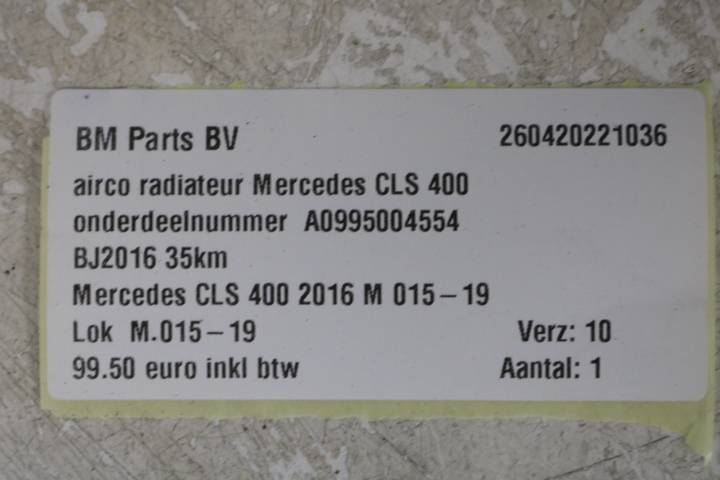 BM Parts BV 260420221036
airco radiateur Mercedes CLS 400
onderdeelnummer A0995004554
BJ2016 35km
Mercedes CLS 400 2016 M 015-19
Lok M.015-19 Verz: 10
99.50 euro inkl btw Aantal: 1